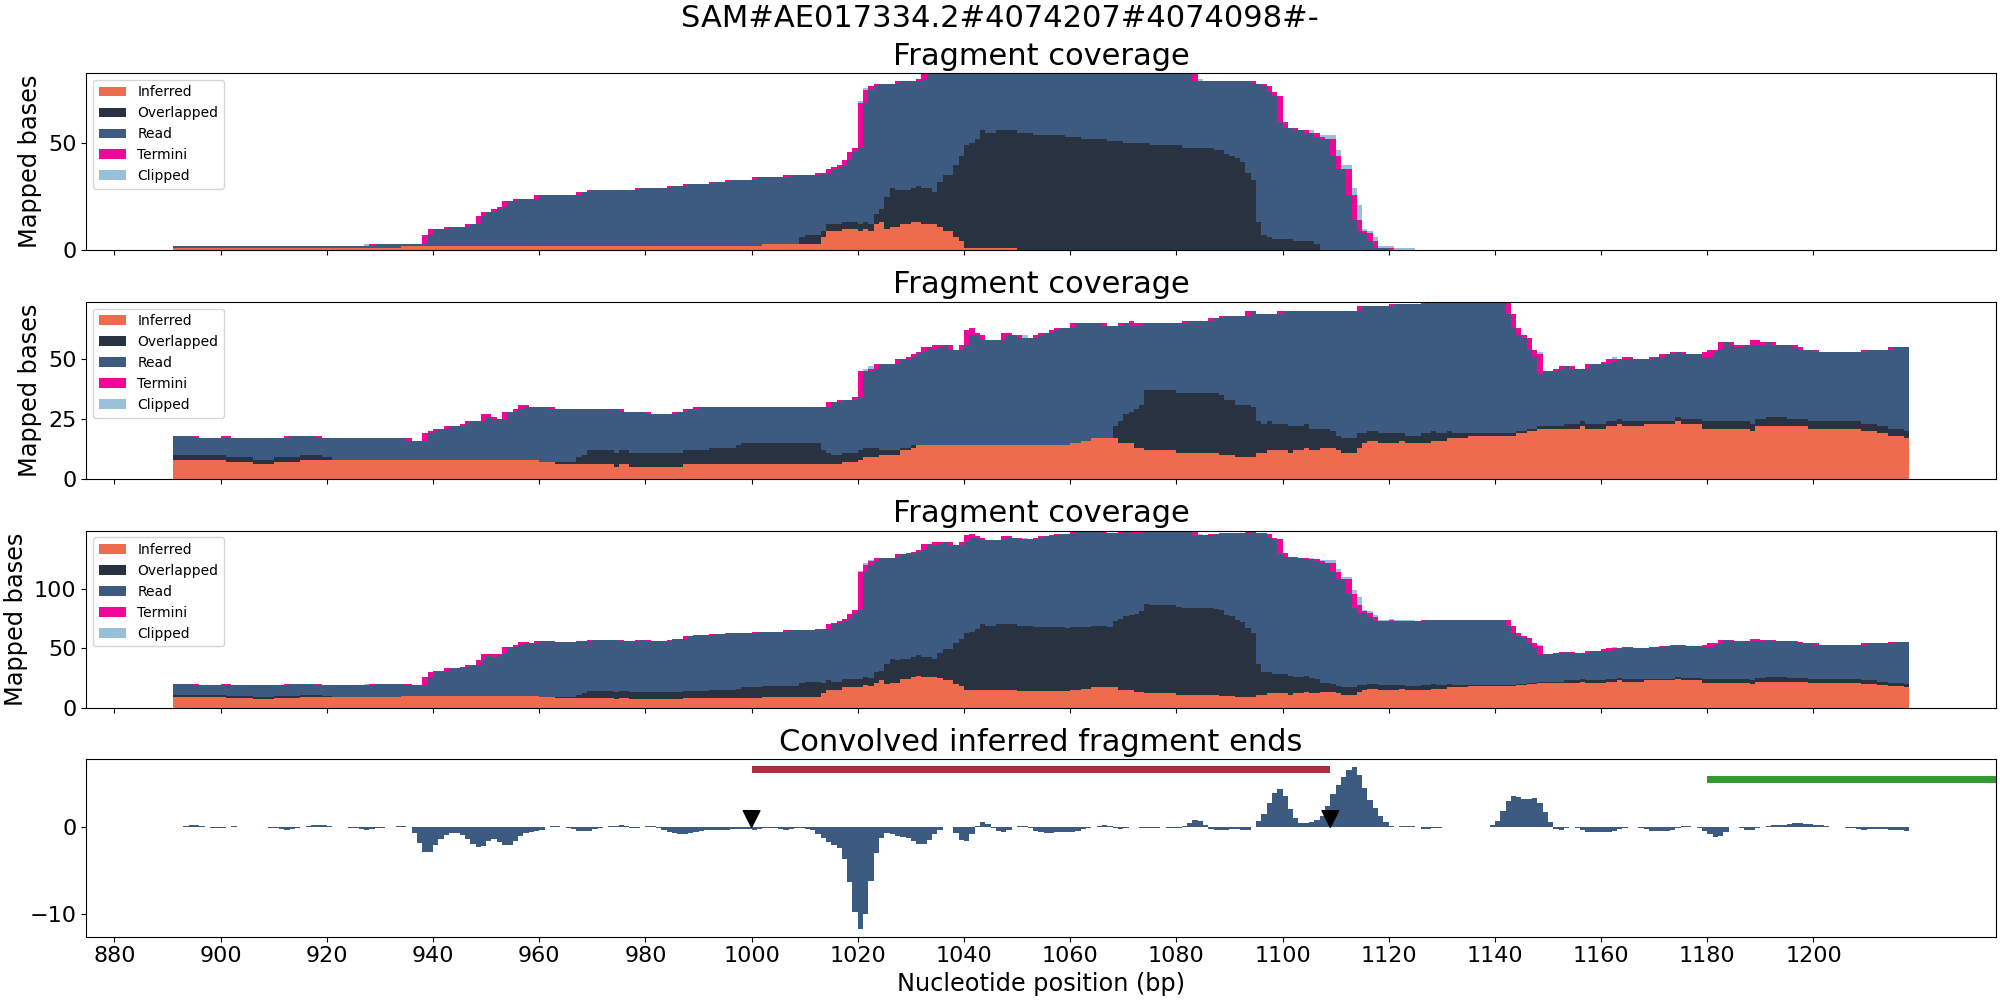 SAM#AE017334.2#4074207#4074098#-
Fragment coverage
Mapped bases
50
0
Inferred
Overlapped
Read
Termini
Clipped
Fragment coverage
Mapped bases
50
25
0
Inferred
Overlapped
Read
Termini
Clipped
Fragment coverage
Mapped bases
100
50
0
Inferred
Overlapped
Read
Termini
Clipped
Convolved inferred fragment ends
0
−10
880 900 920 940 960 980 1000 1020 1040 1060 1080 1100 1120 1140 1160 1180 1200
Nucleotide position (bp)